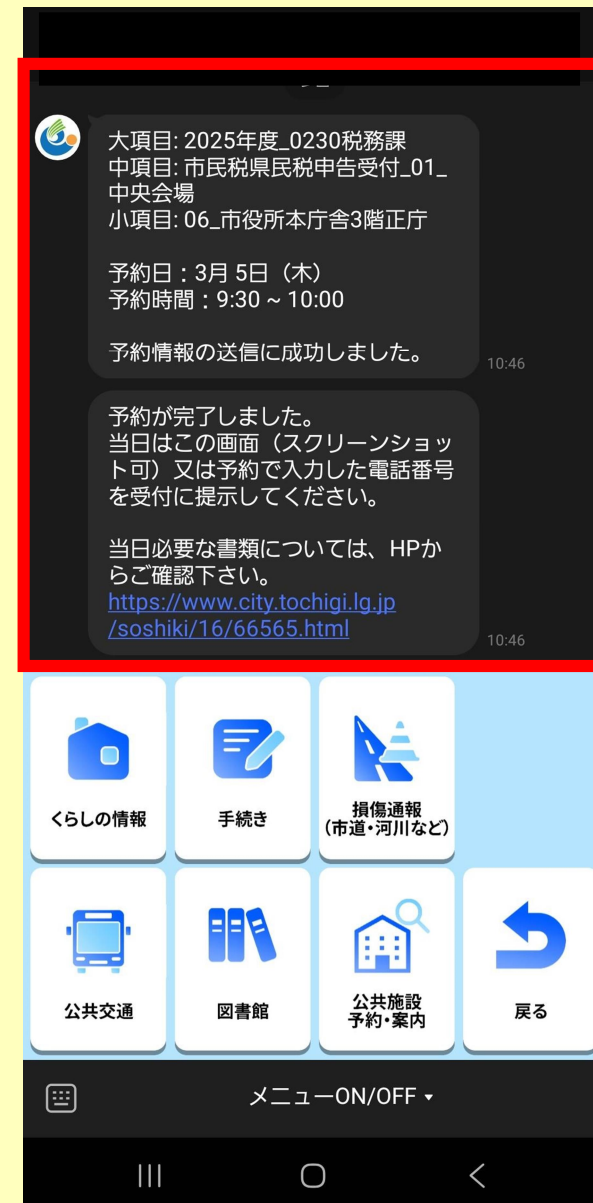 大項目: 2025年度_0230税務課
中項目: 市民税県民税申告受付_01_
中央会場
小項目: 06_市役所本庁舎3階正庁
予約日：3月 5日（木）
予約時間：9:30 ~ 10:00
予約情報の送信に成功しました。
10:46
予約が完了しました。
当日はこの画面（スクリーンショッ
ト可）又は予約で入力した電話番号
を受付に提示してください。
当日必要な書類については、HPか
らご確認下さい。
https://www.city.tochigi.lg.jp
/soshiki/16/66565.html
10:46
くらしの情報
手続き
損傷通報
（市道・河川など）
公共交通
図書館
公共施設
予約・案内
戻る
メニューON/OFF ▾